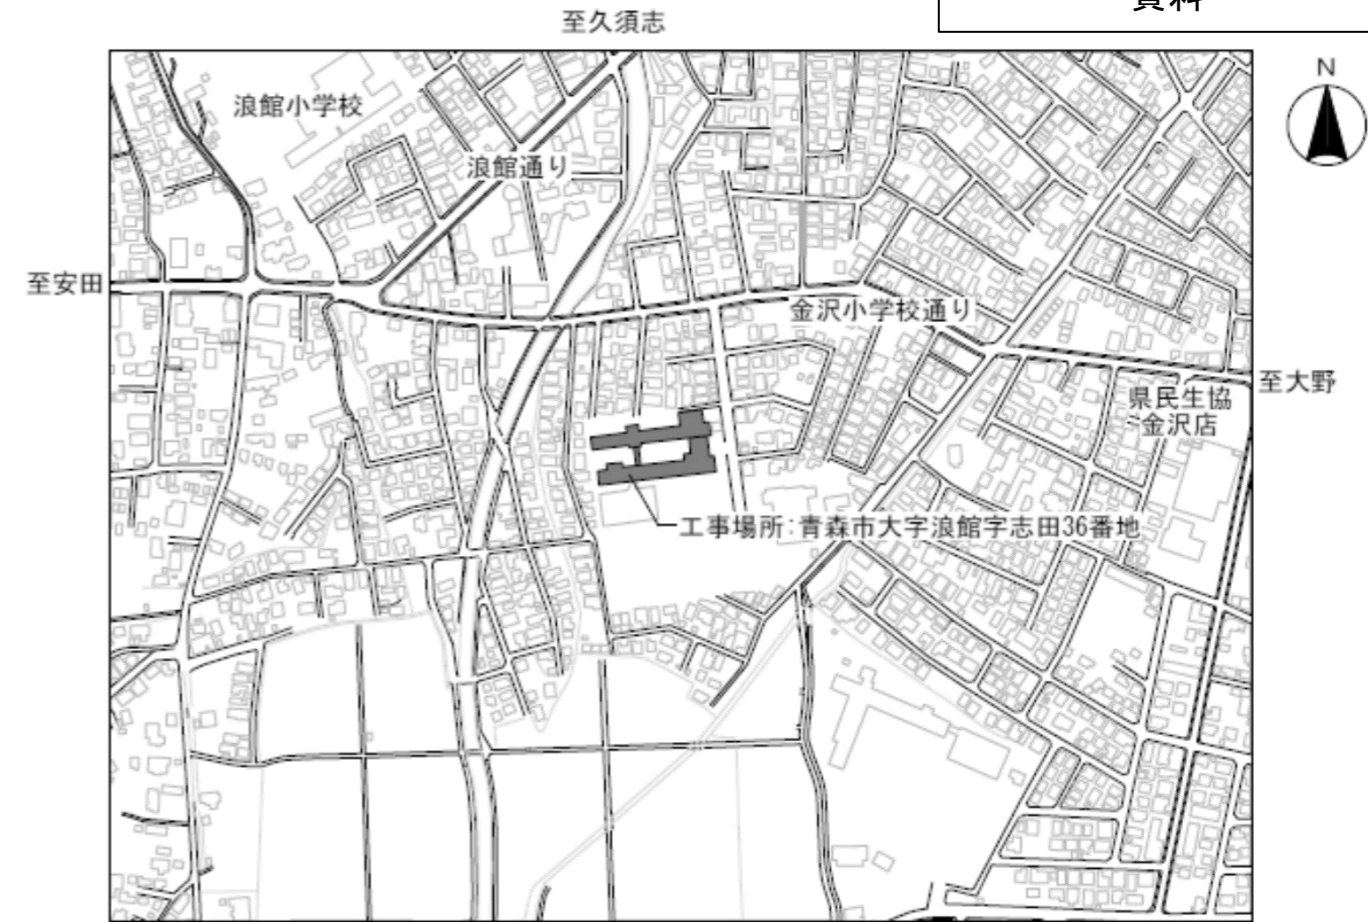 資料
至久須志
N
浪館小学校
浪館通り
至安田
金沢小学校通り
至大野
県民生協
金沢店
工事場所:青森市大字浪館字志田36番地